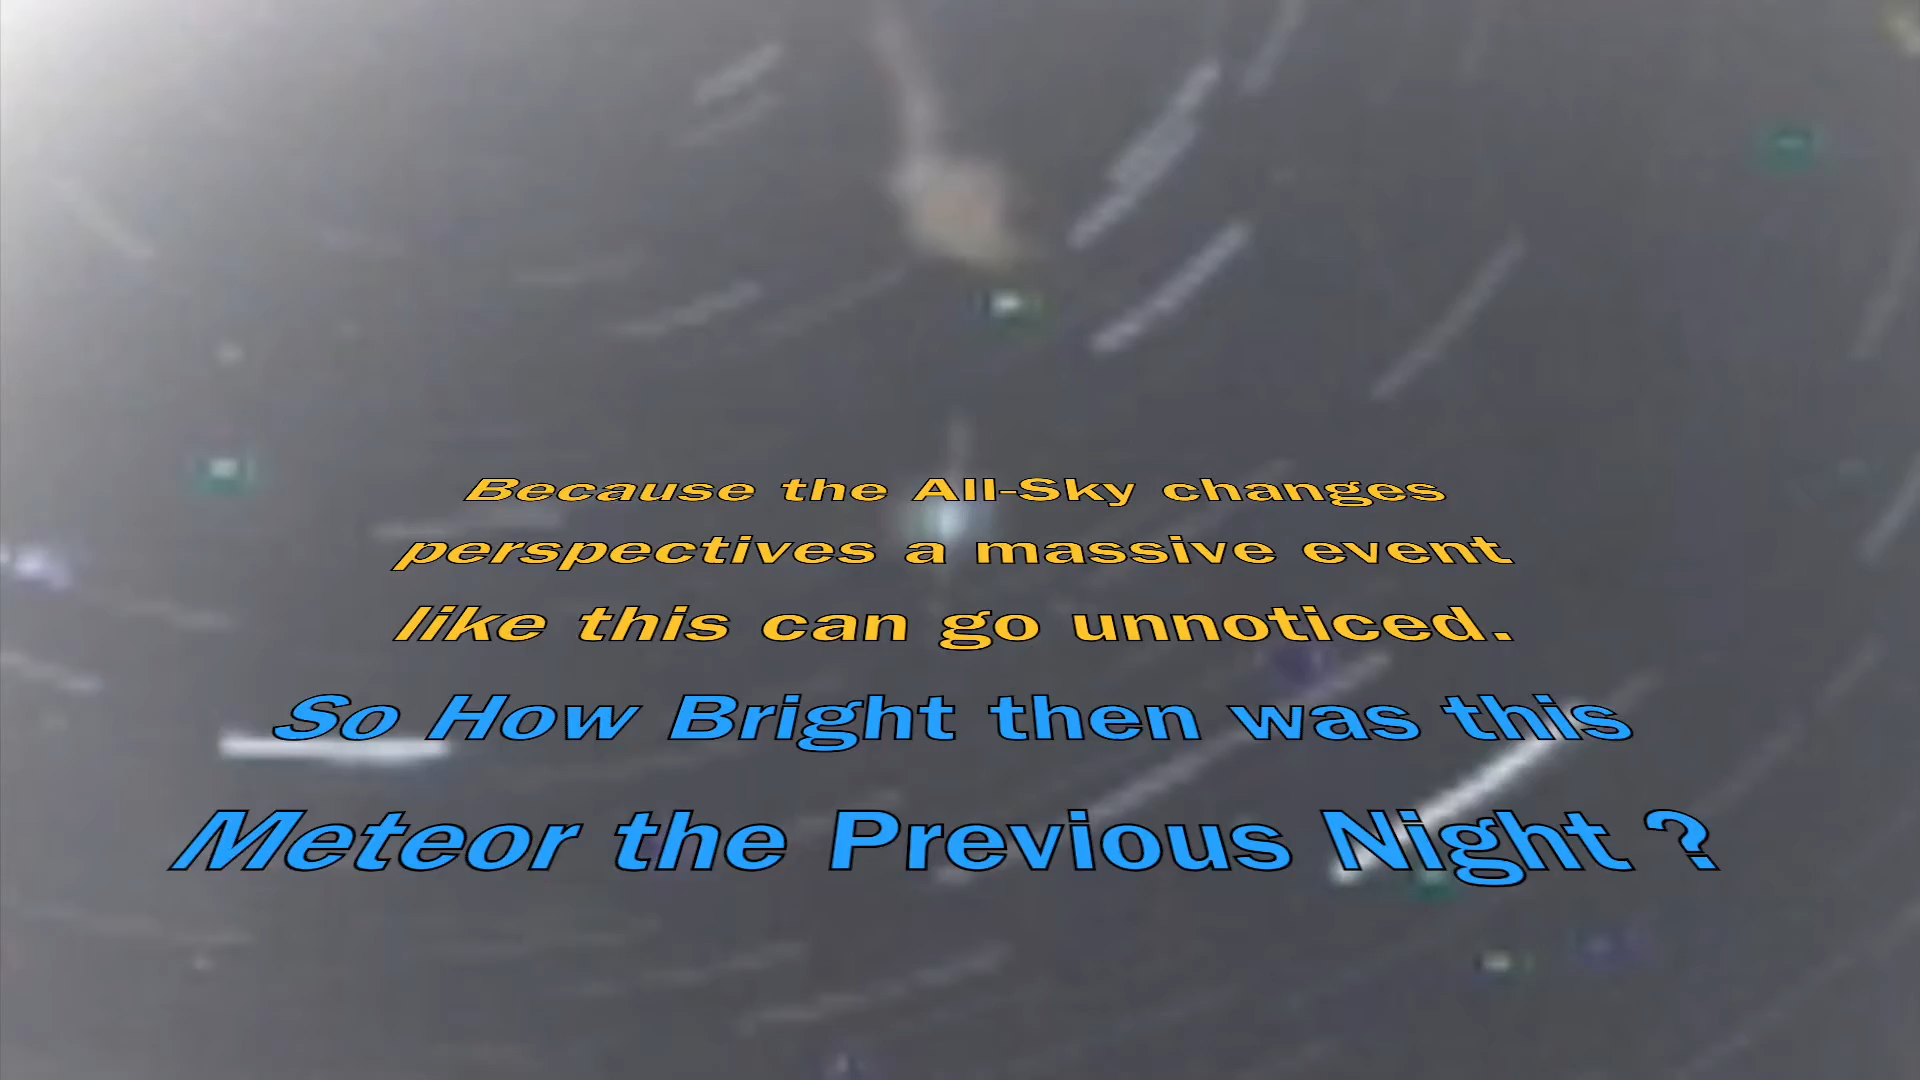 Because the All-Sky changes
perspectives a massive event
like this can go unnoticed.
So How Bright then was this
Meteor the Previous Night ?